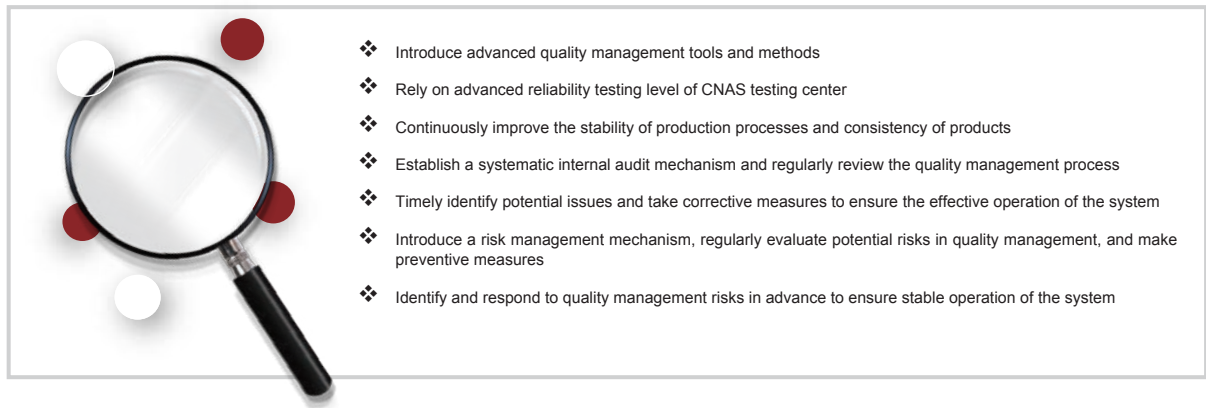 ❖ Introduce advanced quality management tools and methods
❖ Rely on advanced reliability testing level of CNAS testing center
❖ Continuously improve the stability of production processes and consistency of products
❖ Establish a systematic internal audit mechanism and regularly review the quality management process
❖ Timely identify potential issues and take corrective measures to ensure the effective operation of the system
❖ Introduce a risk management mechanism, regularly evaluate potential risks in quality management, and make
preventive measures
❖ Identify and respond to quality management risks in advance to ensure stable operation of the system